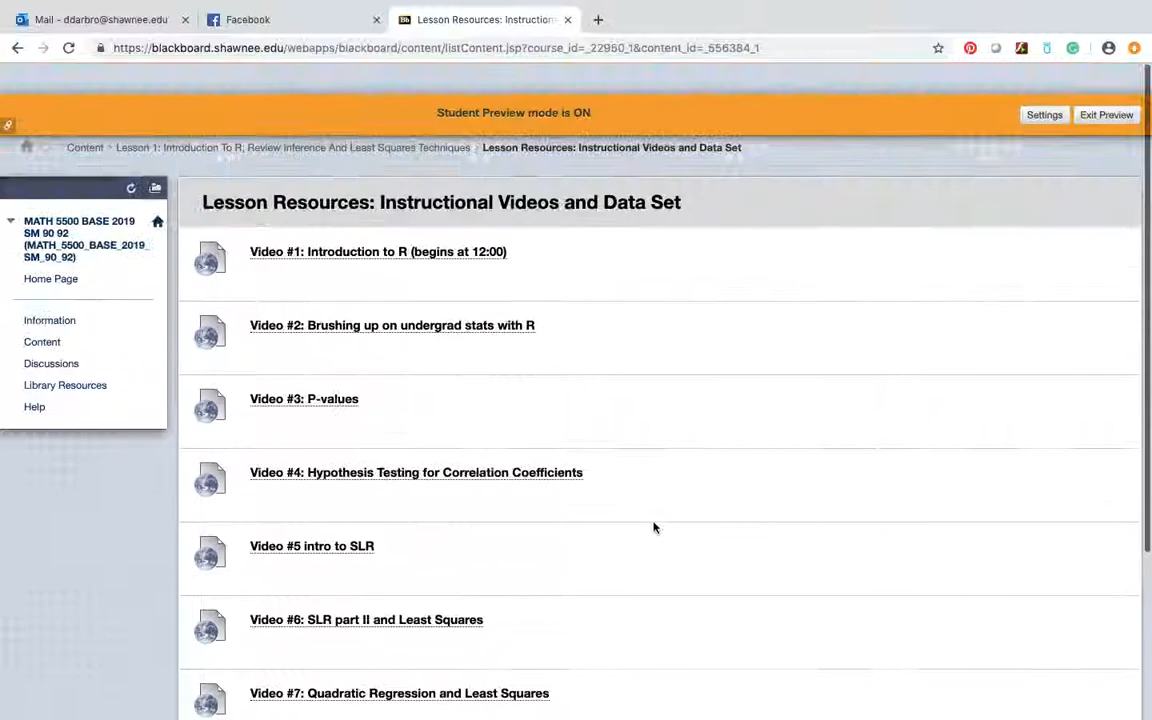 Mail - ddarbro@shawnee.edu
Facebook
Lesson Resources: Instruction
https://blackboard.shawnee.edu/webapps/blackboard/content/listContent.jsp?course_id=_22950_1&content_id=_556384_1
Student Preview mode is ON
Settings
Exit Preview
Content
Lesson 1: Introduction To R, Review Inference And Least Squares Techniques
Lesson Resources: Instructional Videos and Data Set
MATH 5500 BASE 2019
SM 90 92
(MATH_5500_BASE_2019_
SM_90_92)
Home Page
Information
Content
Discussions
Library Resources
Help
Lesson Resources: Instructional Videos and Data Set
Video #1: Introduction to R (begins at 12:00)
Video #2: Brushing up on undergrad stats with R
Video #3: P-values
Video #4: Hypothesis Testing for Correlation Coefficients
Video #5 intro to SLR
Video #6: SLR part II and Least Squares
Video #7: Quadratic Regression and Least Squares